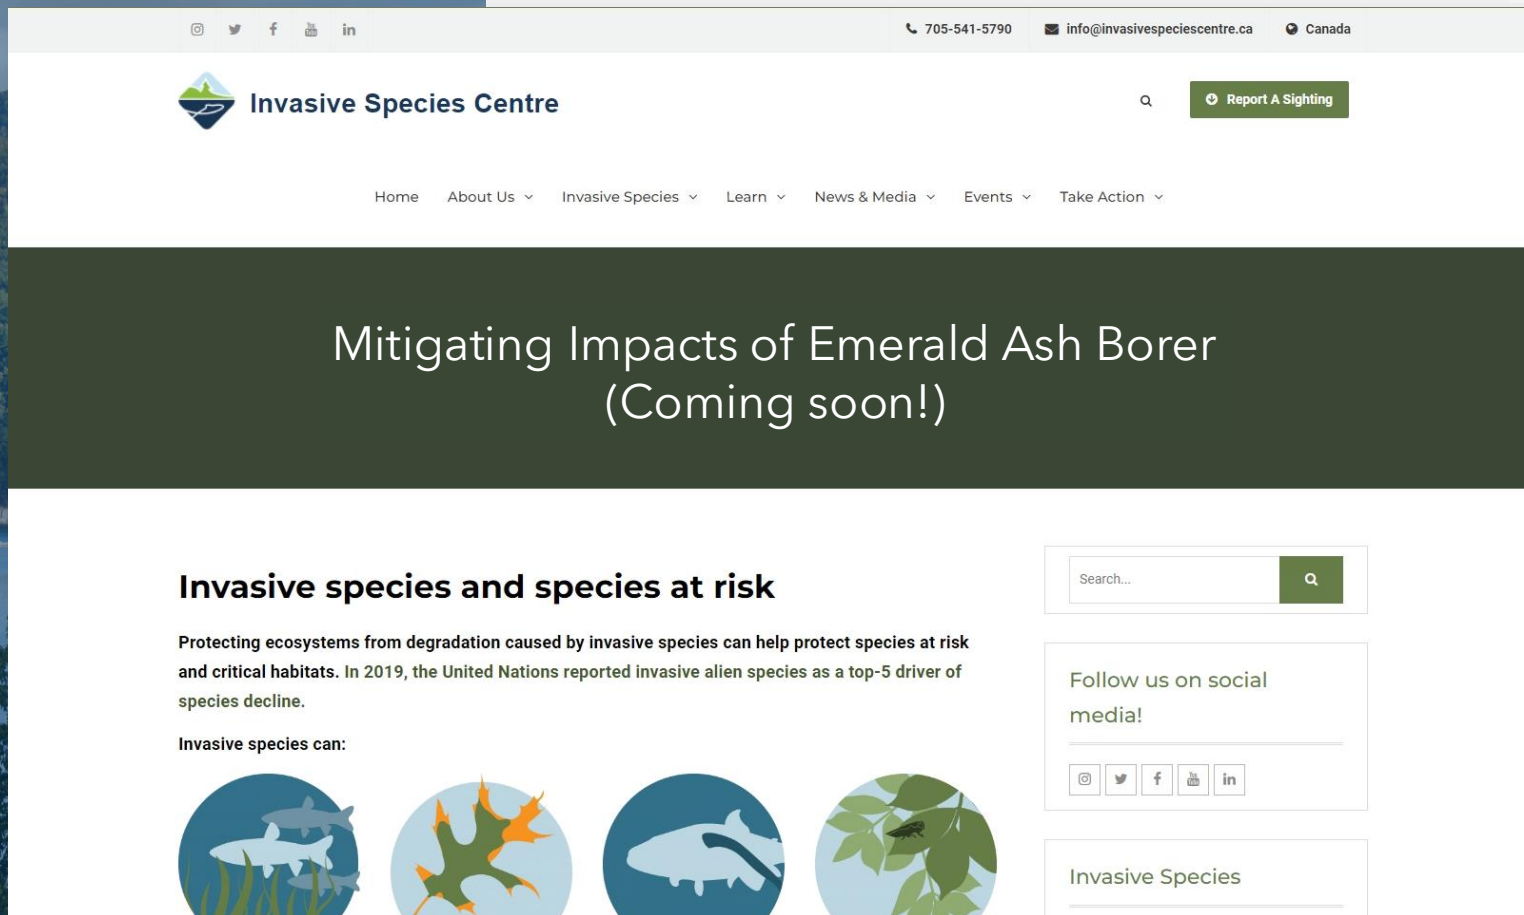 705-541-5790 info@invasivespeciescentre.ca Canada
Invasive Species Centre
Report A Sighting
Home About Us Invasive Species Learn News & Media Events Take Action
Mitigating Impacts of Emerald Ash Borer
(Coming soon!)
Invasive species and species at risk
Protecting ecosystems from degradation caused by invasive species can help protect species at risk
and critical habitats. In 2019, the United Nations reported invasive alien species as a top-5 driver of
species decline.
Invasive species can:
Search...
Follow us on social
media!
Invasive Species